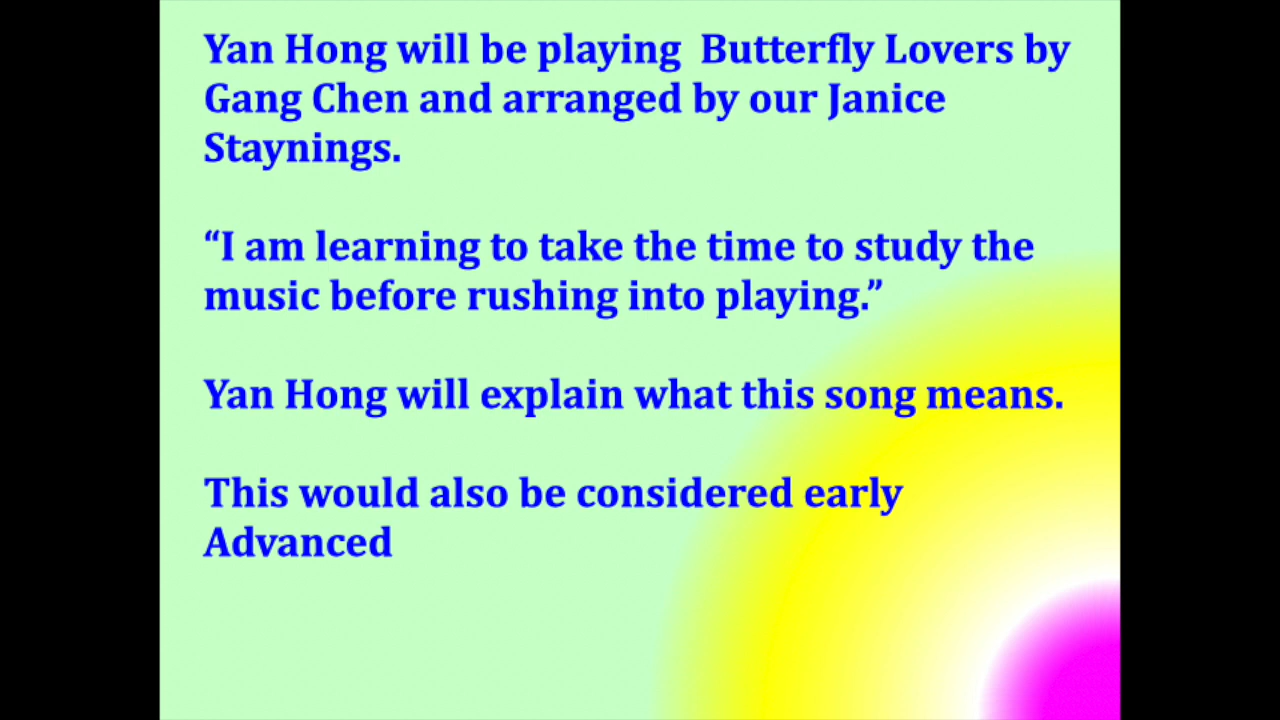 Yan Hong will be playing  Butterfly Lovers by
Gang Chen and arranged by our Janice
Staynings.
“I am learning to take the time to study the
music before rushing into playing.”
Yan Hong will explain what this song means.
This would also be considered early
Advanced